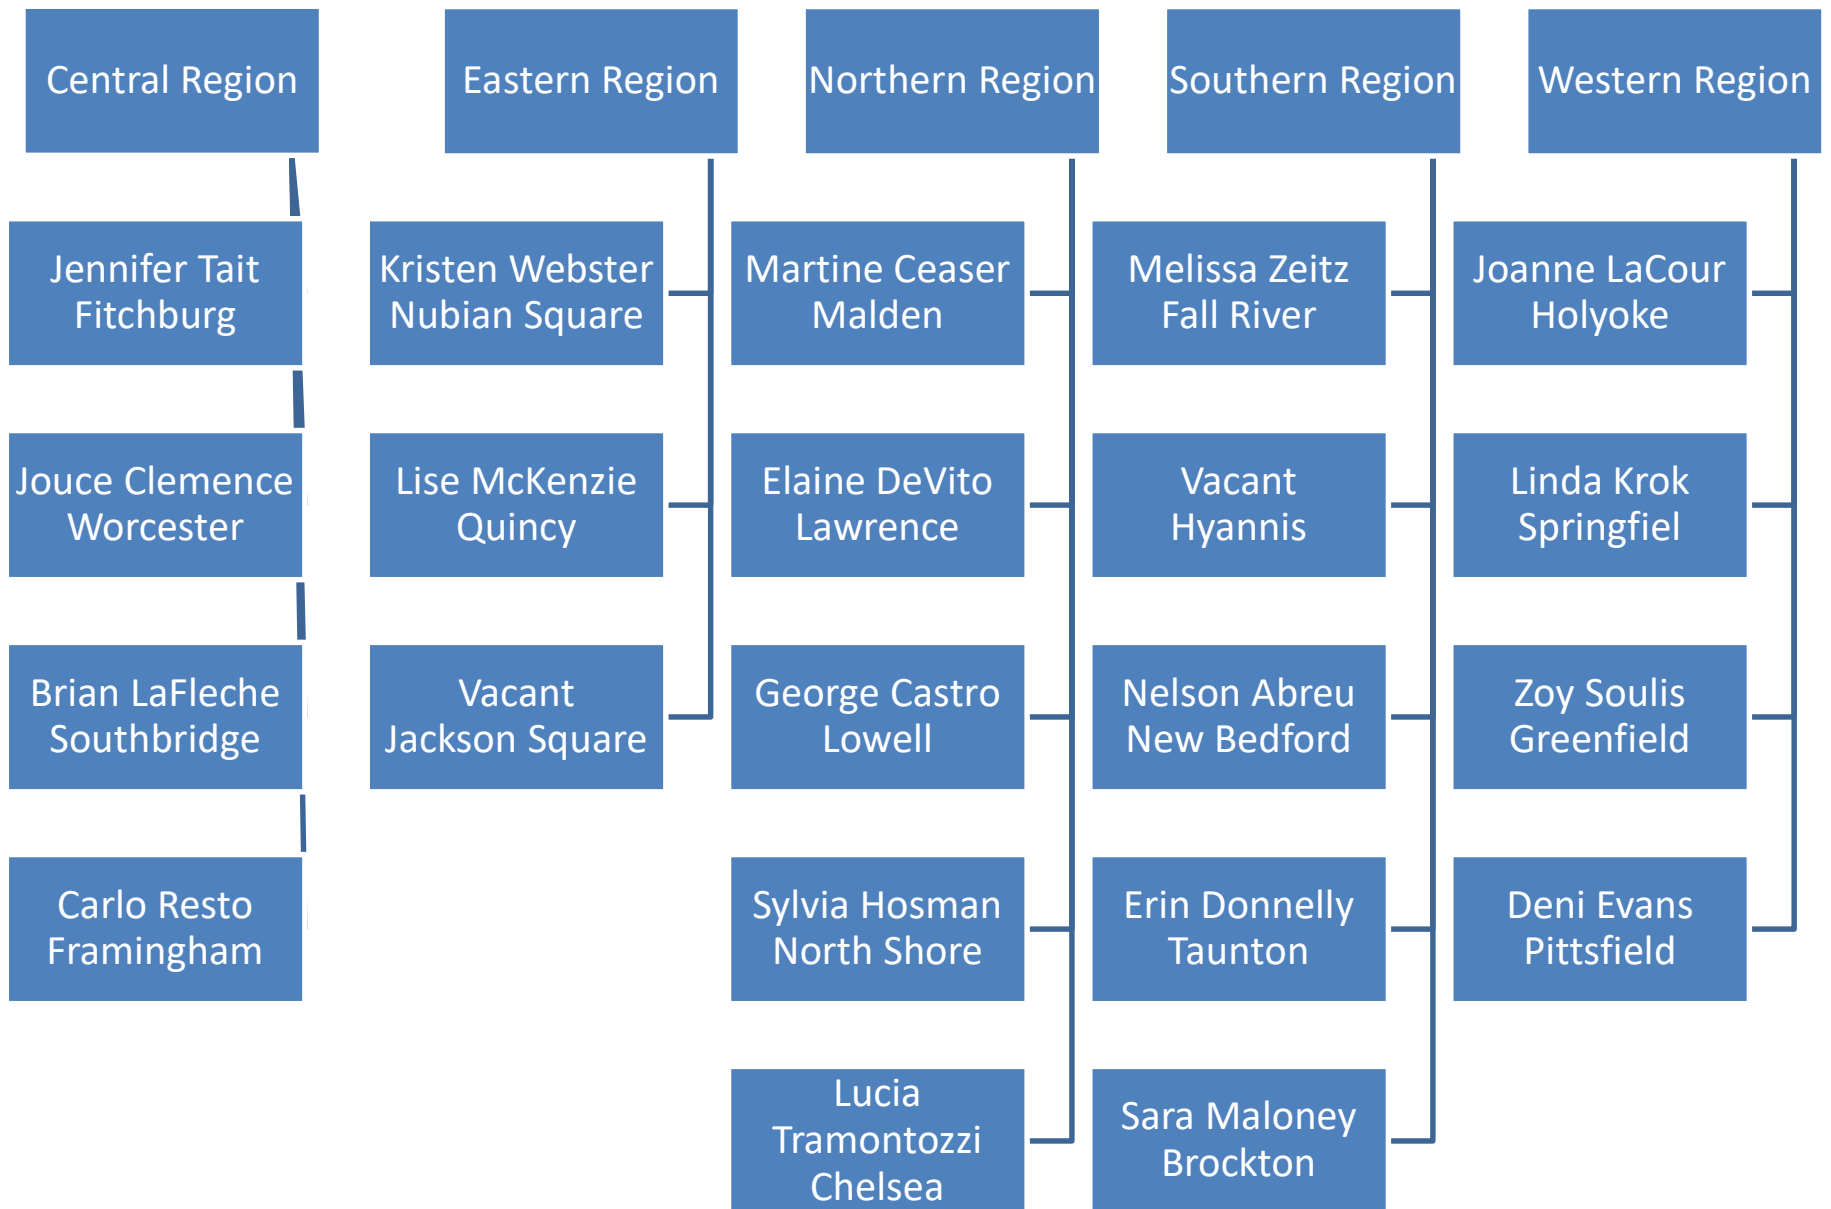 Central Region
Eastern Region
Northern Region
Southern Region
Western Region
Jennifer Tait
Fitchburg
Jouce Clemence
Worcester
Brian LaFleche
Southbridge
Carlo Resto
Framingham
Kristen Webster
Nubian Square
Lise McKenzie
Quincy
Vacant
Jackson Square
Martine Ceaser
Malden
Elaine DeVito
Lawrence
George Castro
Lowell
Sylvia Hosman
North Shore
Lucia
Tramontozzi
Chelsea
Melissa Zeitz
Fall River
Vacant
Hyannis
Nelson Abreu
New Bedford
Erin Donnelly
Taunton
Sara Maloney
Brockton
Joanne LaCour
Holyoke
Linda Krok
Springfiel
Zoy Soulis
Greenfield
Deni Evans
Pittsfield